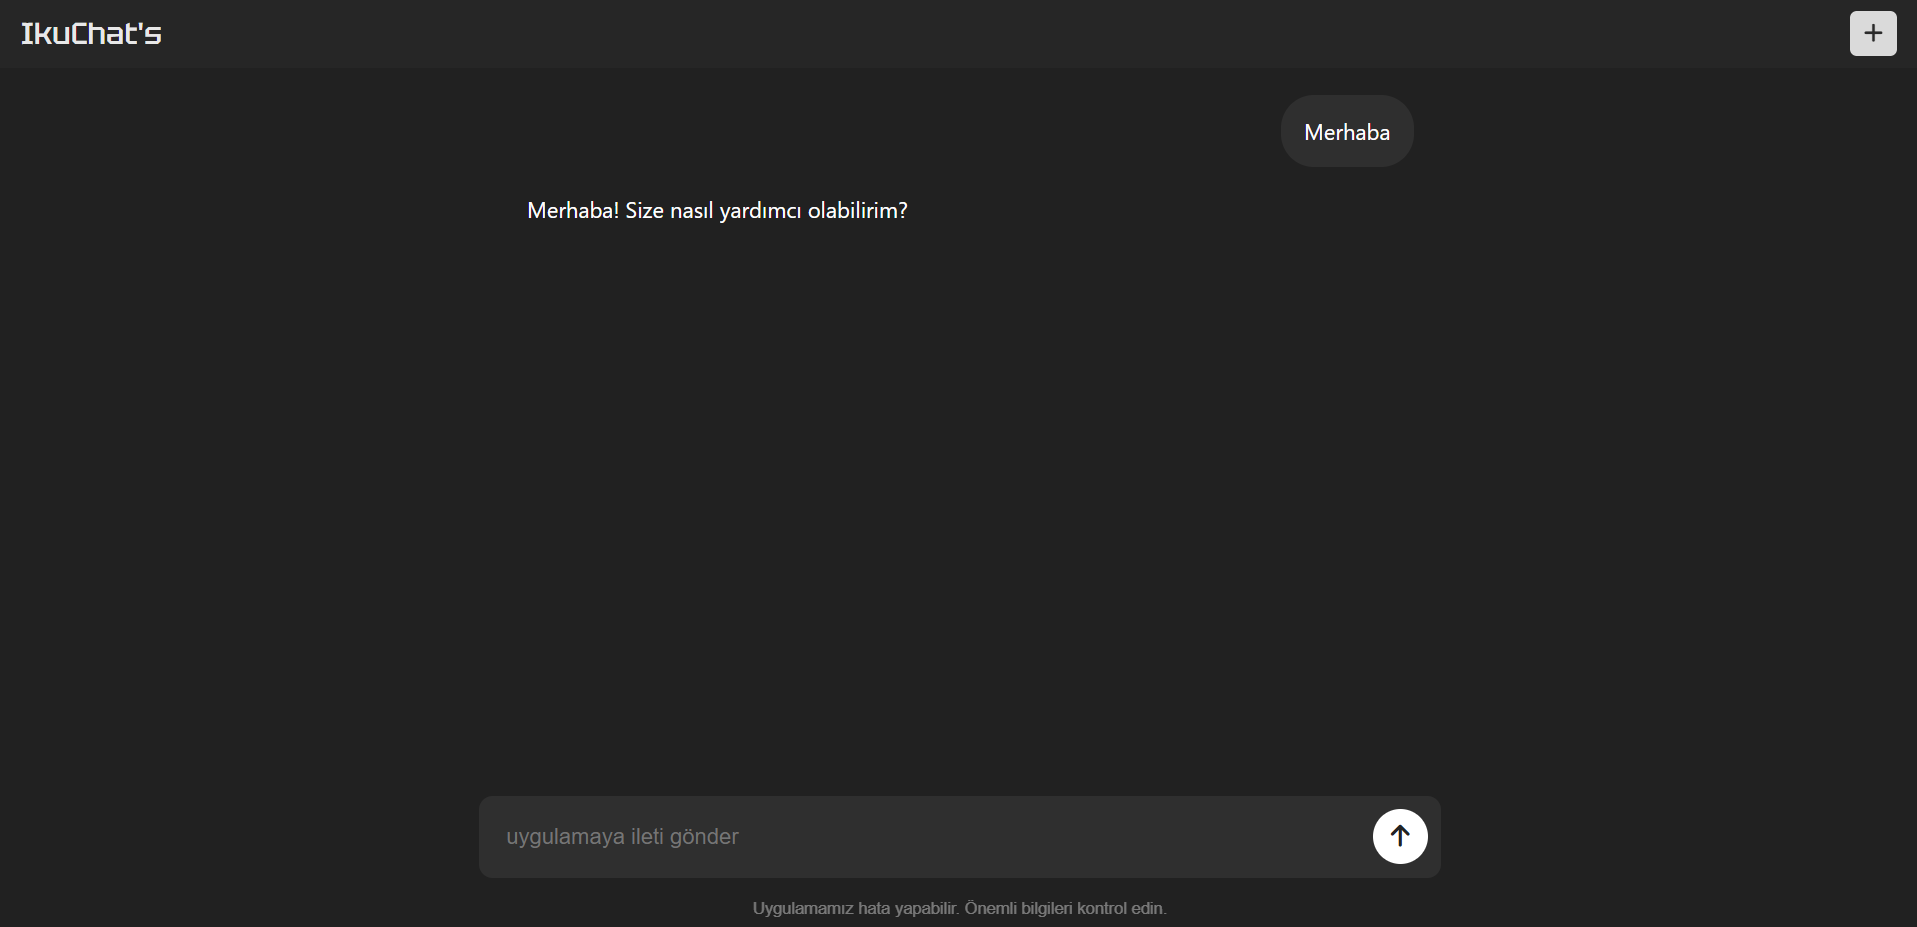 IkuChat's
Merhaba
Merhaba! Size nasıl yardımcı olabilirim?
uygulamaya ileti gönder
Uygulamamız hata yapabilir. Önemli bilgileri kontrol edin.